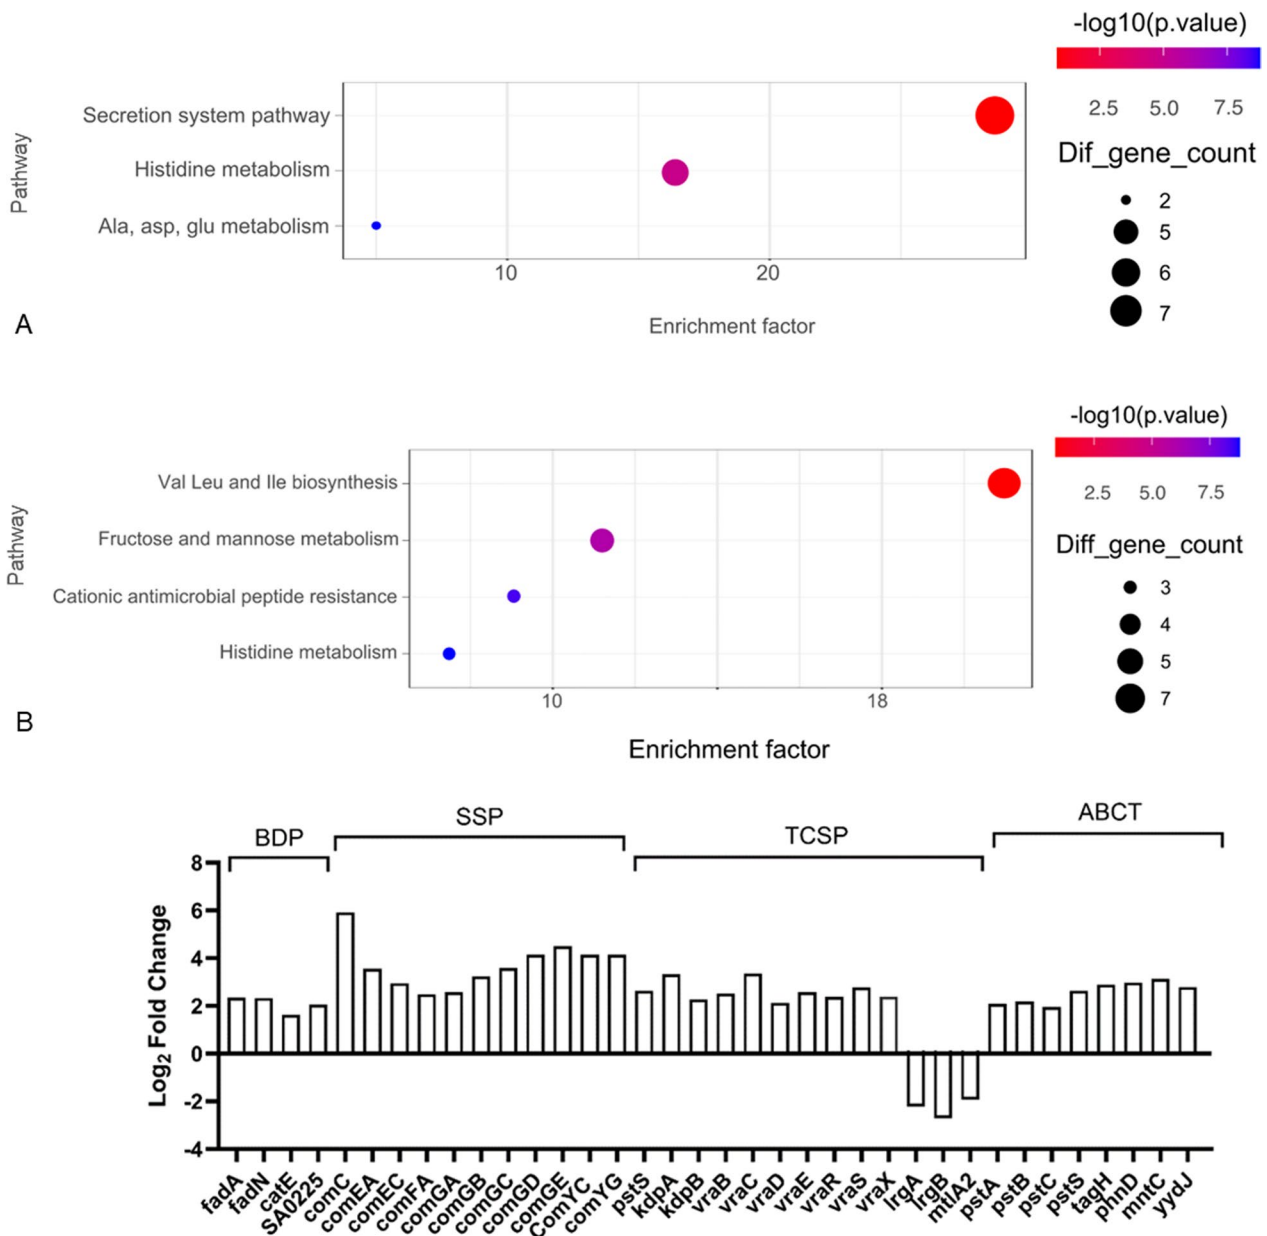 -log10(p.value)
2.5 5.0 7.5
Dif_gene_count
2
5
6
7
Pathway
Secretion system pathway
Histidine metabolism
Ala, asp, glu metabolism
10 20
Enrichment factor
A
-log10(p.value)
2.5 5.0 7.5
Diff_gene_count
3
4
5
7
Pathway
Val Leu and Ile biosynthesis
Fructose and mannose metabolism
Cationic antimicrobial peptide resistance
Histidine metabolism
10 18
Enrichment factor
B
BDP SSP TCSP ABCT
Log2 Fold Change
8
6
4
2
0
-2
-4
fadA
fadN
catE
SA0225
comC
comEA
comEC
comFA
comGA
comGB
comGC
comGD
comGE
ComYC
comYG
pstS
kdpA
kdpB
vraB
vraC
vraD
vraE
vraR
vraS
vraX
lrgA
lrgB
mtlA2
pstA
pstB
pstC
pstS
tagH
phnD
mntC
yydJ